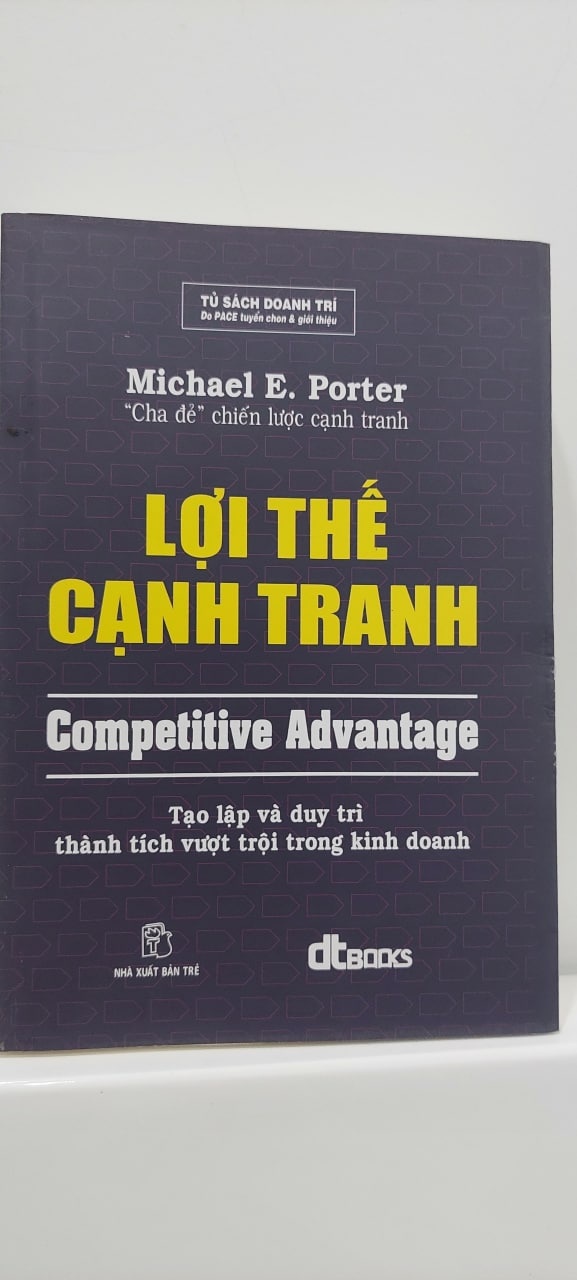 TỦ SÁCH DOANH TRÍ
Do PACE tuyển chọn & giới thiệu
Michael E. Porter
“Cha đẻ” chiến lược cạnh tranh
LỢI THẾ
CẠNH TRANH
Competitive Advantage
Tạo lập và duy trì
thành tích vượt trội trong kinh doanh
NHÀ XUẤT BẢN TRẺ
dtBOOKS